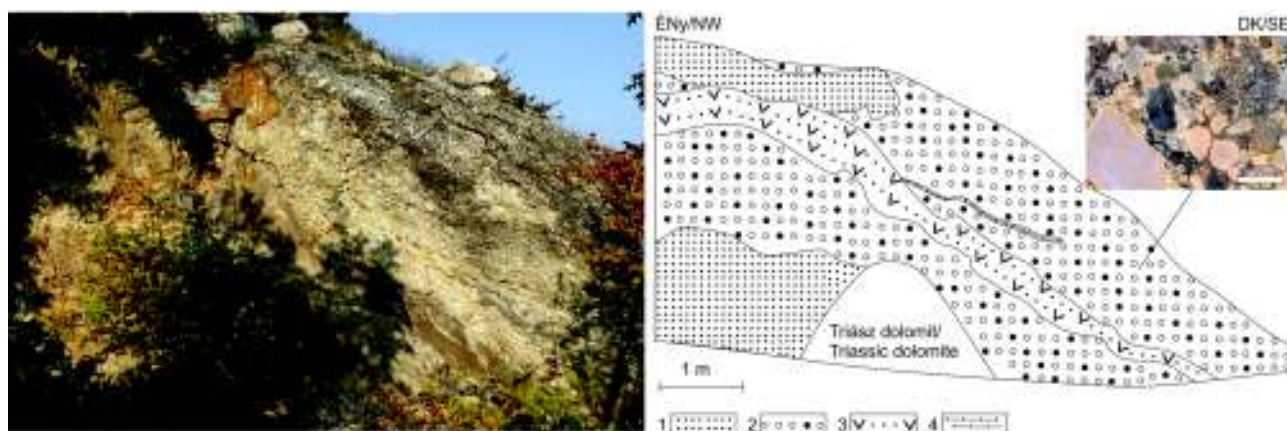 ÉNy/NW
DK/SE
Triász dolomit/
Triassic dolomite
1 m
1 2 3 4